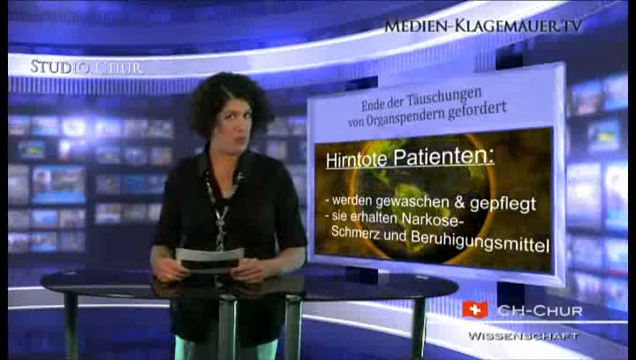 MEDIEN-KLAGEMAUER.TV
STUDIO CHUR
Ende der Täuschungen
von Organspendern gefordert
Hirntote Patienten:
- werden gewaschen & gepflegt
- sie erhalten Narkose-
Schmerz und Beruhigungsmittel
CH-CHUR
WISSENSCHAFT